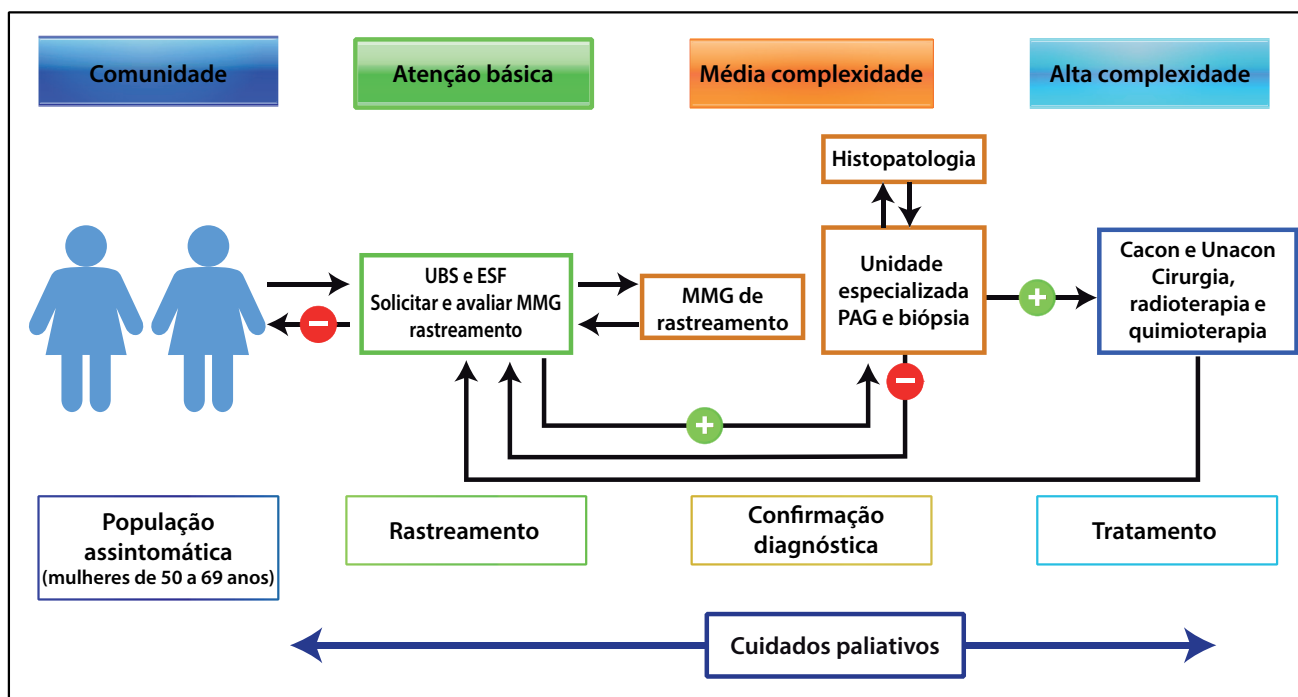 Comunidade
Atenção básica
Média complexidade
Alta complexidade
Histopatologia
UBS e ESF
Solicitar e avaliar MMG
rastreamento
MMG de
rastreamento
Unidade
especializada
PAG e biópsia
Cacon e Unacon
Cirurgia,
radioterapia e
quimioterapia
População
assintomática
(mulheres de 50 a 69 anos)
Rastreamento
Confirmação
diagnóstica
Tratamento
Cuidados paliativos